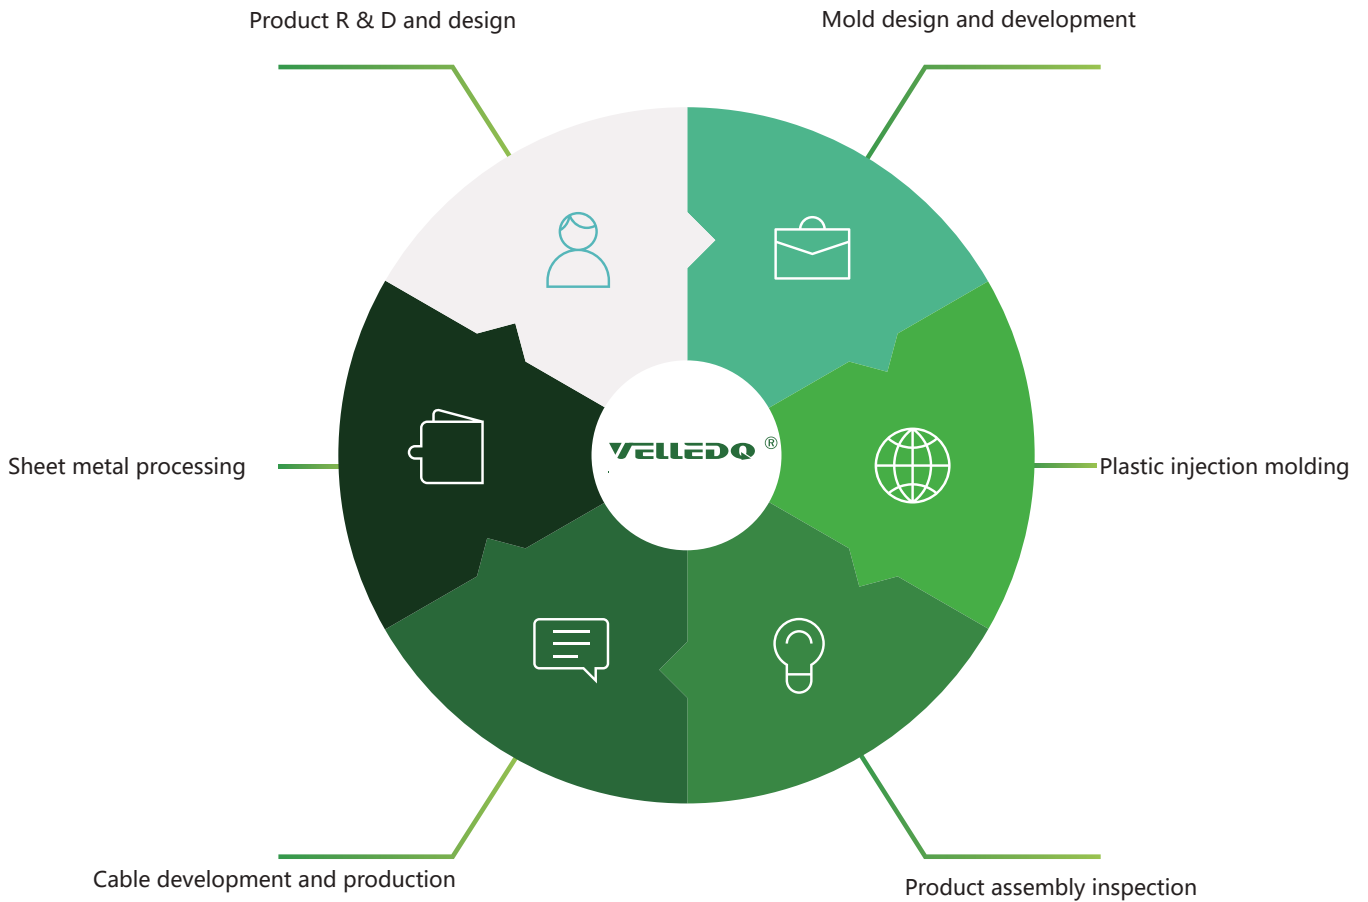 Product R & D and design
Mold design and development
VELLEDQ ®
Sheet metal processing
Plastic injection molding
Cable development and production
Product assembly inspection